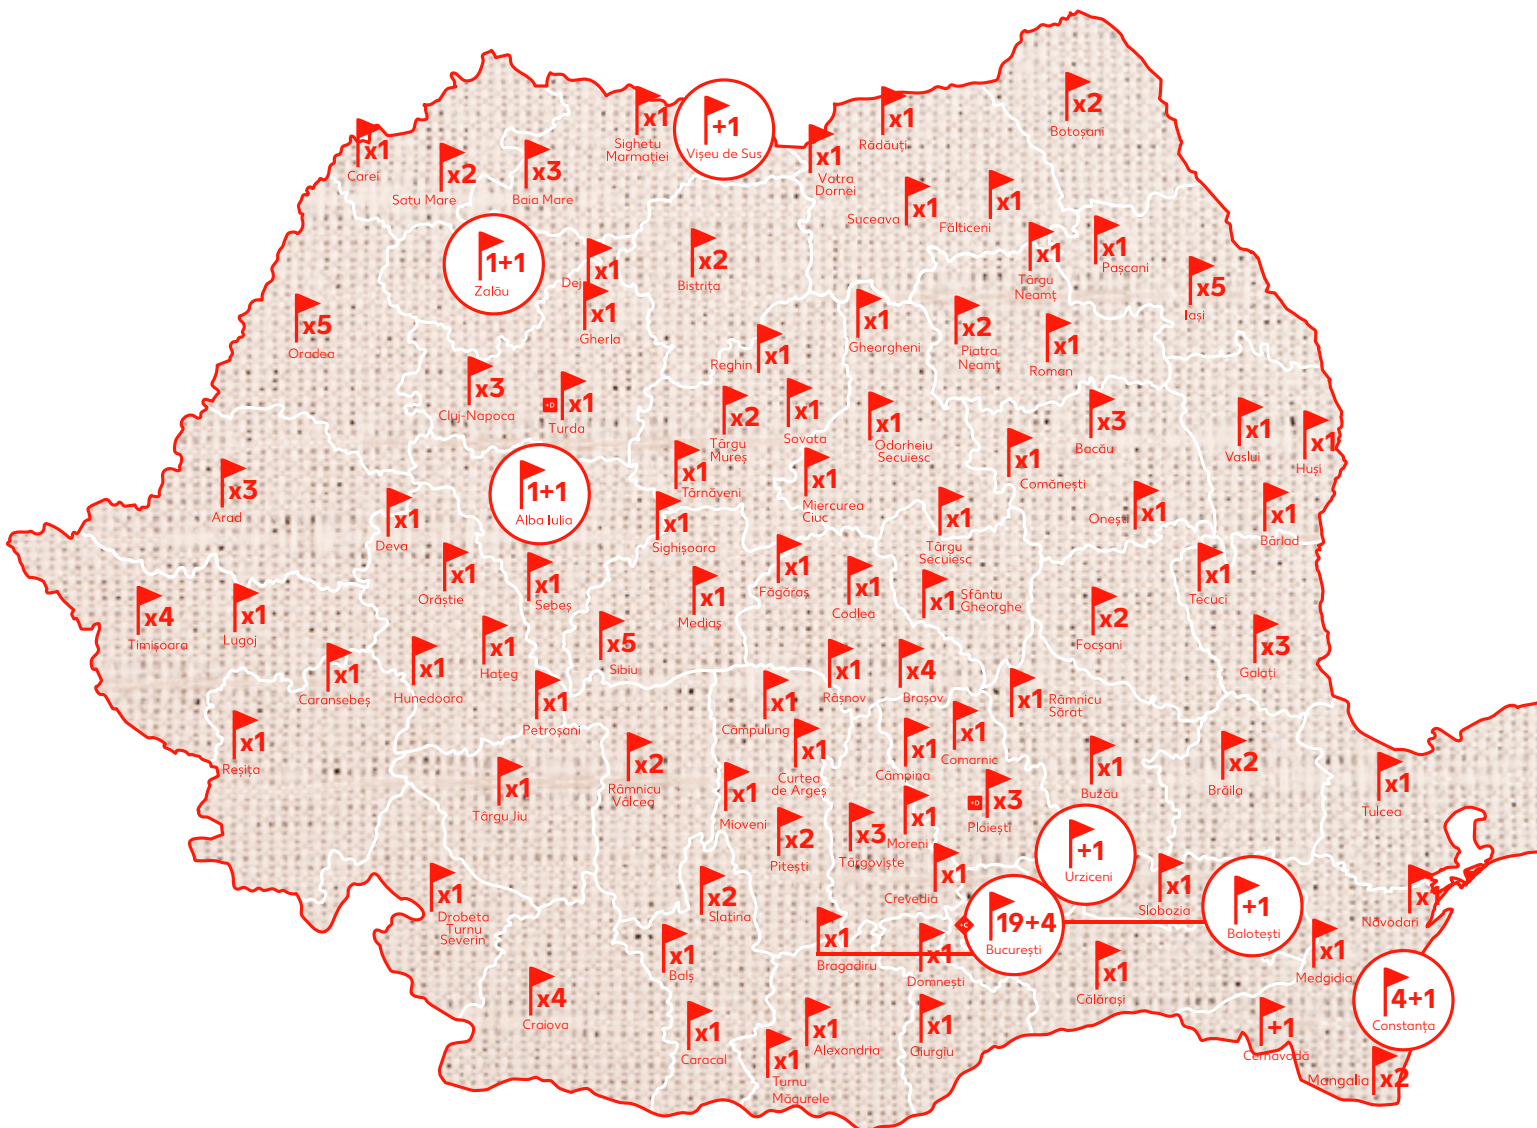 x2
Botoșani
x1
Sighetu
Marmației
+1
Vișeu de Sus
x1
Rădăuți
x1
Carei
x2
Satu Mare
x3
Baia Mare
x1
Vatra
Dornei
x1
Suceava
x1
Fălticeni
1+1
Zalău
x1
Dej
x2
Bistrița
x1
Târgu
Neamț
x1
Pașcani
x5
Iași
x5
Oradea
x1
Gherla
x1
Gheorgheni
x2
Piatra
Neamț
x1
Roman
x1
Reghin
x3
Cluj-Napoca
+D
x1
Turda
x2
Târgu
Mureș
x1
Sovata
x1
Odorheiu
Secuiesc
x3
Bacău
x1
Vaslui
x1
Huși
x1
Comănești
x3
Arad
1+1
Alba Iulia
x1
Târnăveni
x1
Miercurea
Ciuc
x1
Deva
x1
Sighișoara
x1
Târgu
Secuiesc
x1
Onești
x1
Bârlad
x1
Orăștie
x1
Sebeș
x1
Făgăraș
x1
Codlea
x1
Sfântu
Gheorghe
x1
Tecuci
x4
Timișoara
x1
Lugoj
x1
Mediaș
x2
Focșani
x3
Galați
x1
Caransebeș
x1
Hunedoara
x1
Hațeg
x5
Sibiu
x1
Râșnov
x4
Brașov
x1
Râmnicu
Sărat
x1
Petroșani
x1
Câmpulung
x1
Reșița
x2
Râmnicu
Vâlcea
x1
Curtea
de Argeș
x1
Câmpina
x1
Comarnic
x1
Buzău
x2
Brăila
x1
Tulcea
x1
Târgu Jiu
x1
Mioveni
x2
Pitești
x3
Târgoviște
x1
Moreni
+D
x3
Ploiești
+1
Urziceni
x1
Drobeta
Turnu
Severin
x2
Slatina
x1
Crevedia
x1
Slobozia
+1
Balotești
x
Năvodari
19+4
București
x1
Balș
x1
Bragadiru
x1
Domnești
x1
Călărași
x1
Medgidia
4+1
Constanța
x4
Craiova
x1
Caracal
x1
Alexandria
x1
Giurgiu
+1
Cernavodă
x1
Turnu
Măgurele
x2
Mangalia